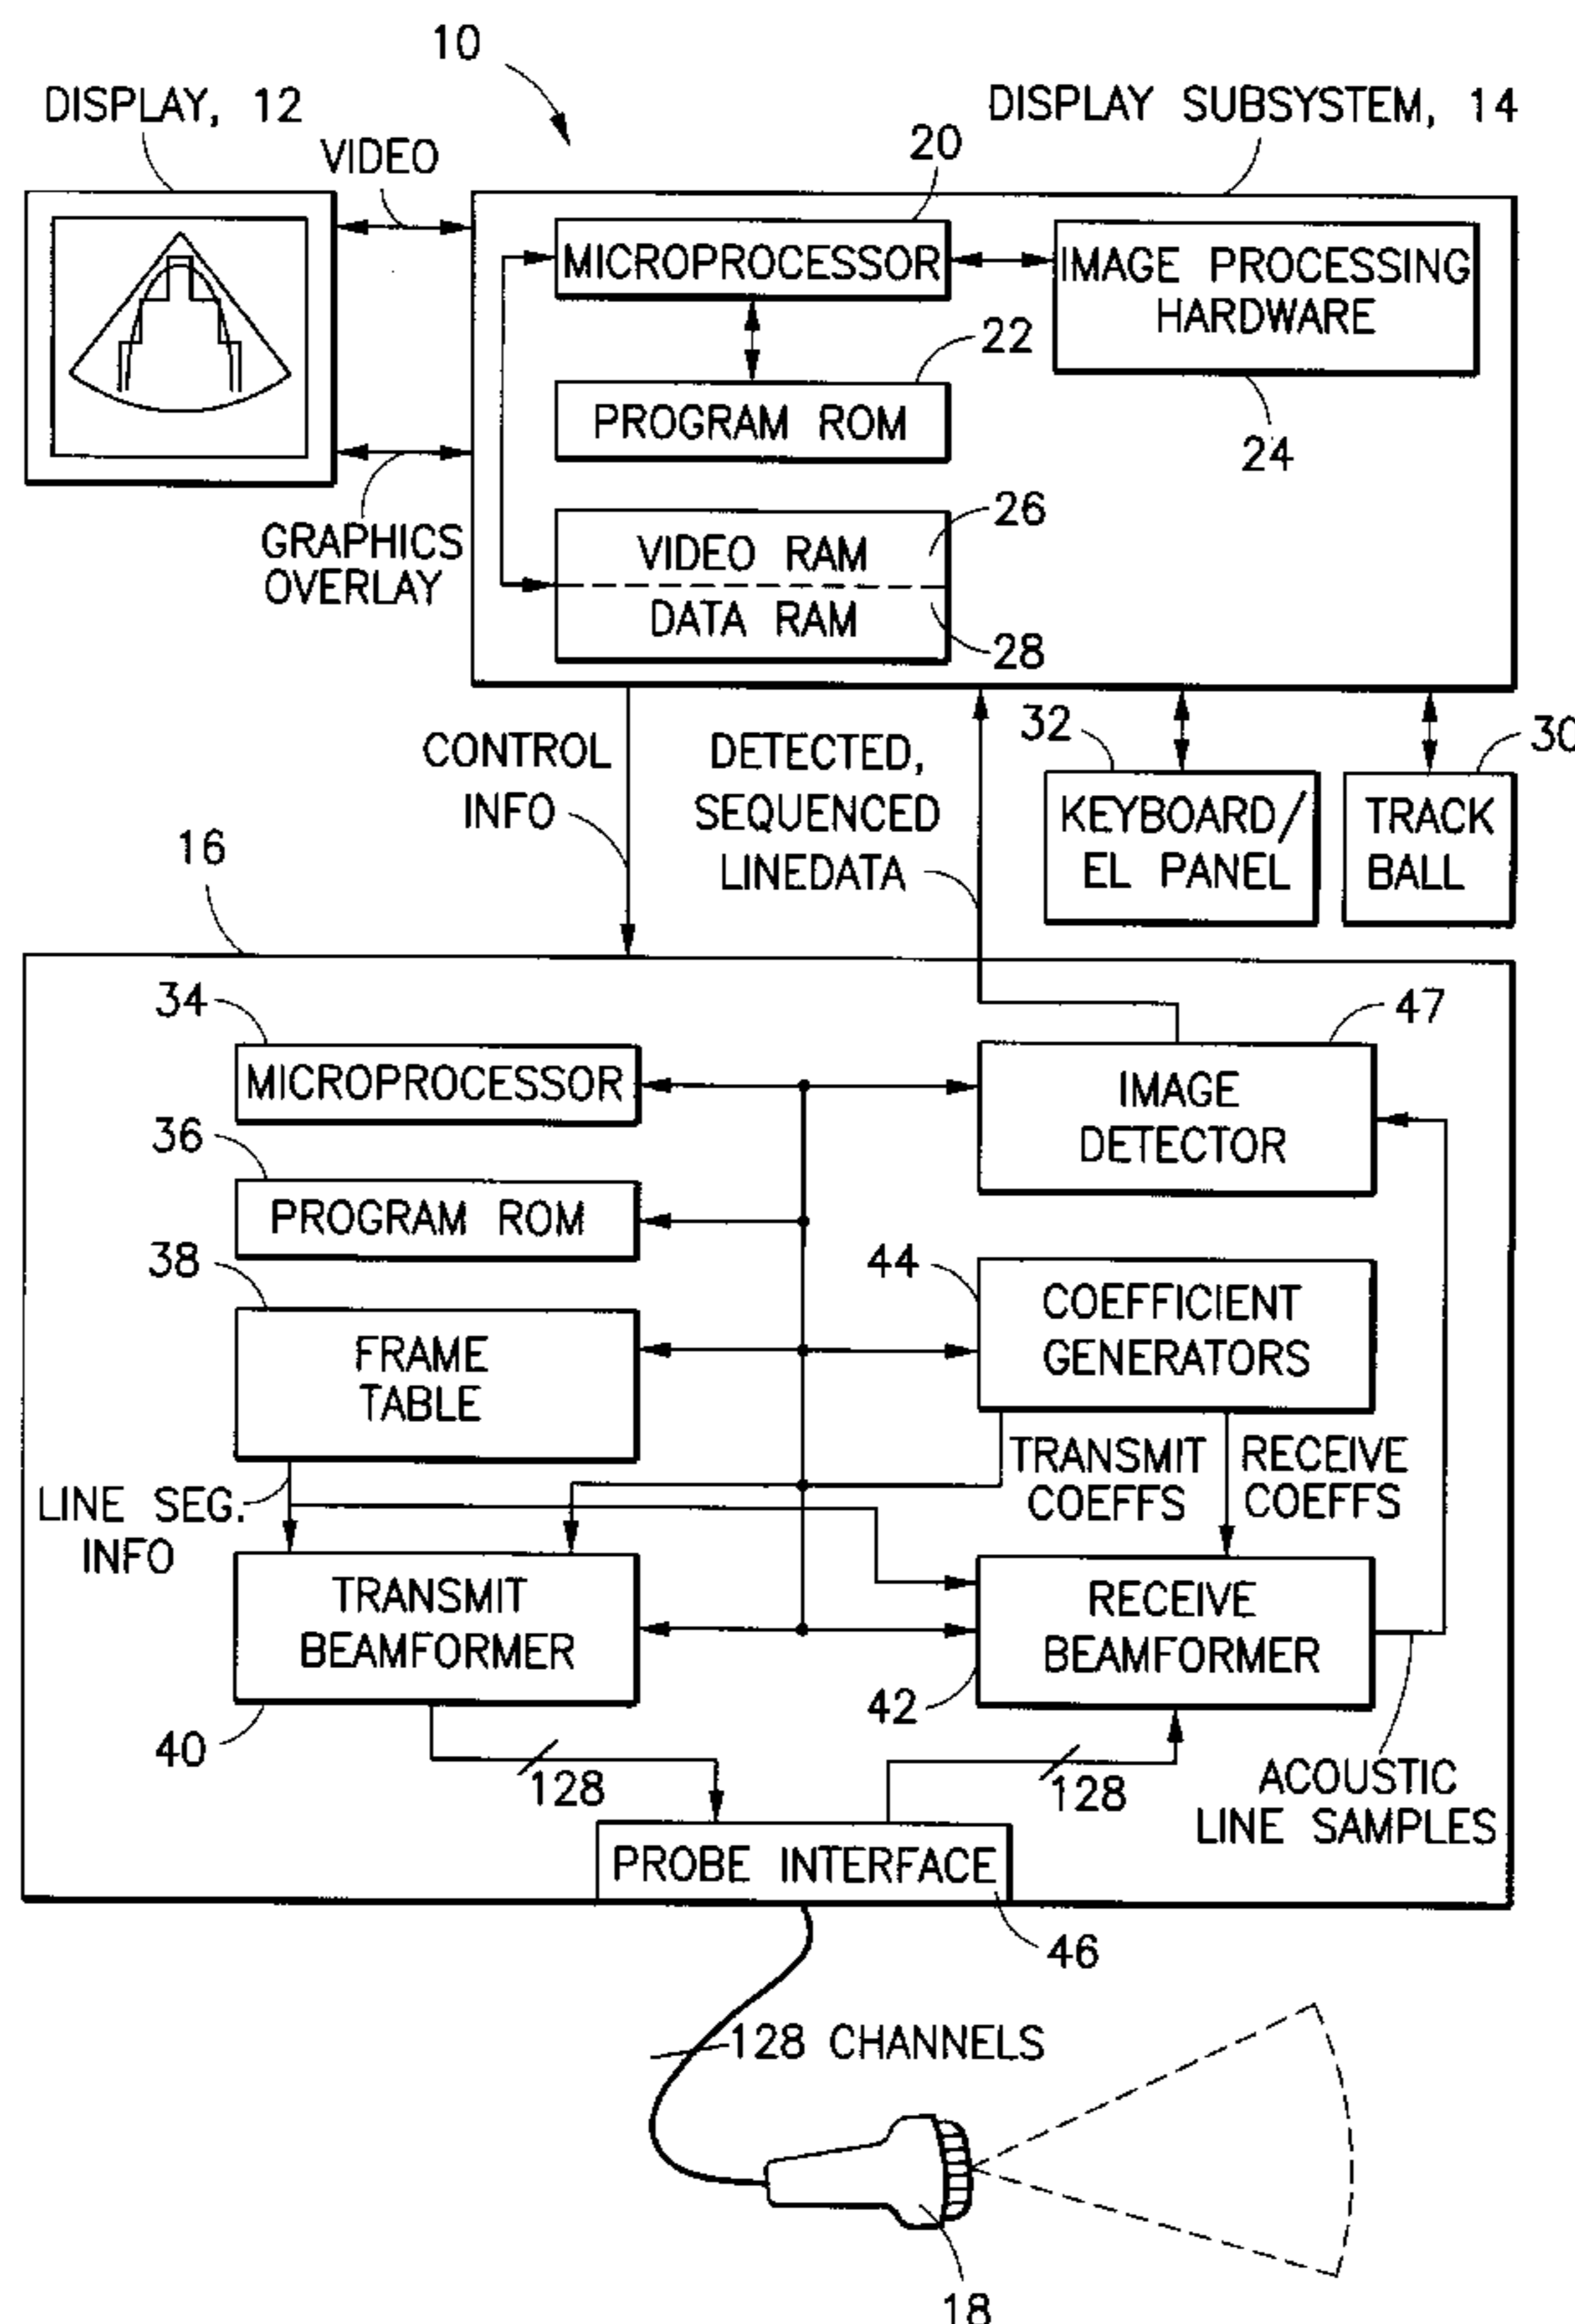 10
DISPLAY, 12
DISPLAY SUBSYSTEM, 14
VIDEO
20
MICROPROCESSOR
IMAGE PROCESSING
HARDWARE
22
PROGRAM ROM
24
26
VIDEO RAM
DATA RAM
28
GRAPHICS
OVERLAY
CONTROL
INFO
DETECTED,
SEQUENCED
LINEDATA
32
KEYBOARD/
EL PANEL
30
TRACK
BALL
16
34
MICROPROCESSOR
47
IMAGE
DETECTOR
36
PROGRAM ROM
38
FRAME
TABLE
44
COEFFICIENT
GENERATORS
TRANSMIT
COEFFS
RECEIVE
COEFFS
LINE SEG.
INFO
TRANSMIT
BEAMFORMER
40
RECEIVE
BEAMFORMER
42
128
128
ACOUSTIC
LINE SAMPLES
PROBE INTERFACE
46
128 CHANNELS
18